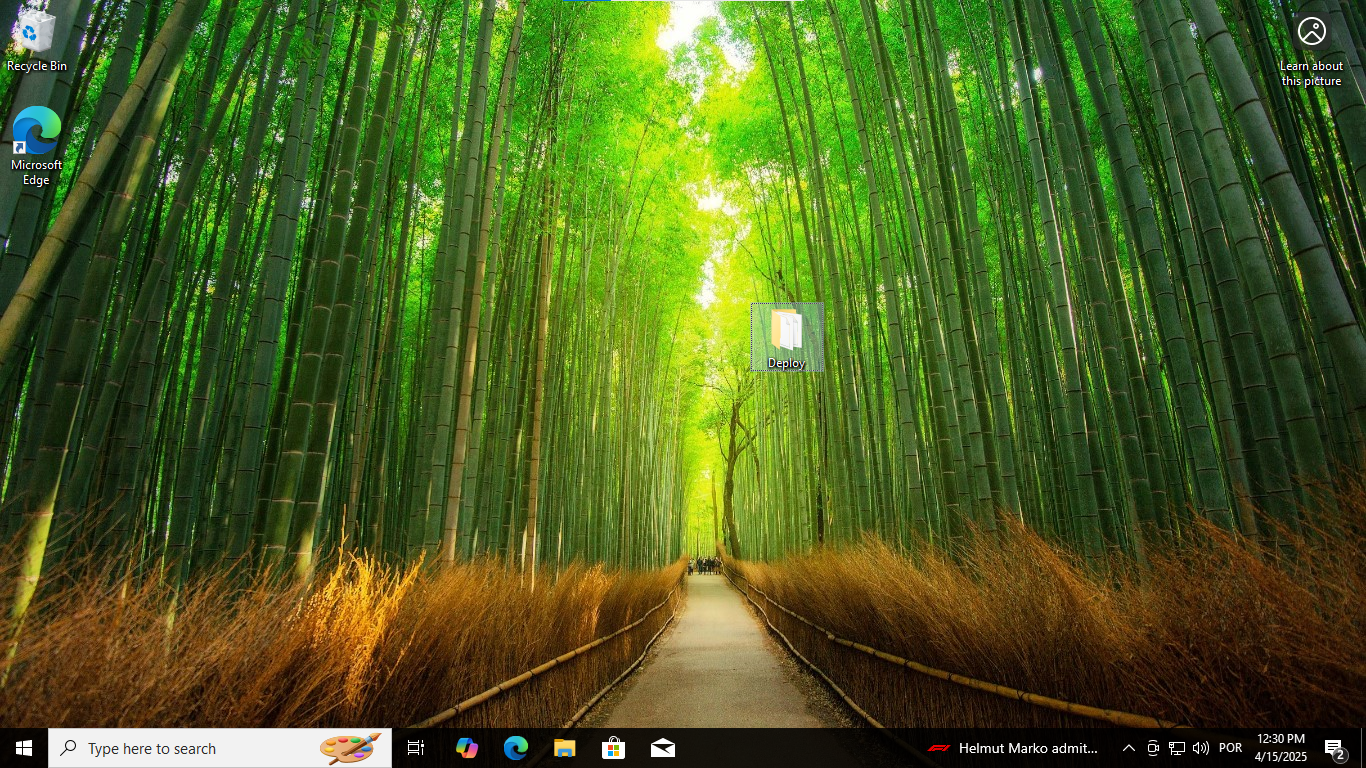 Recycle Bin
Learn about
this picture
Microsoft
Edge
Deploy
Type here to search
Helmut Marko admit...
POR
12:30 PM
4/15/2025
2